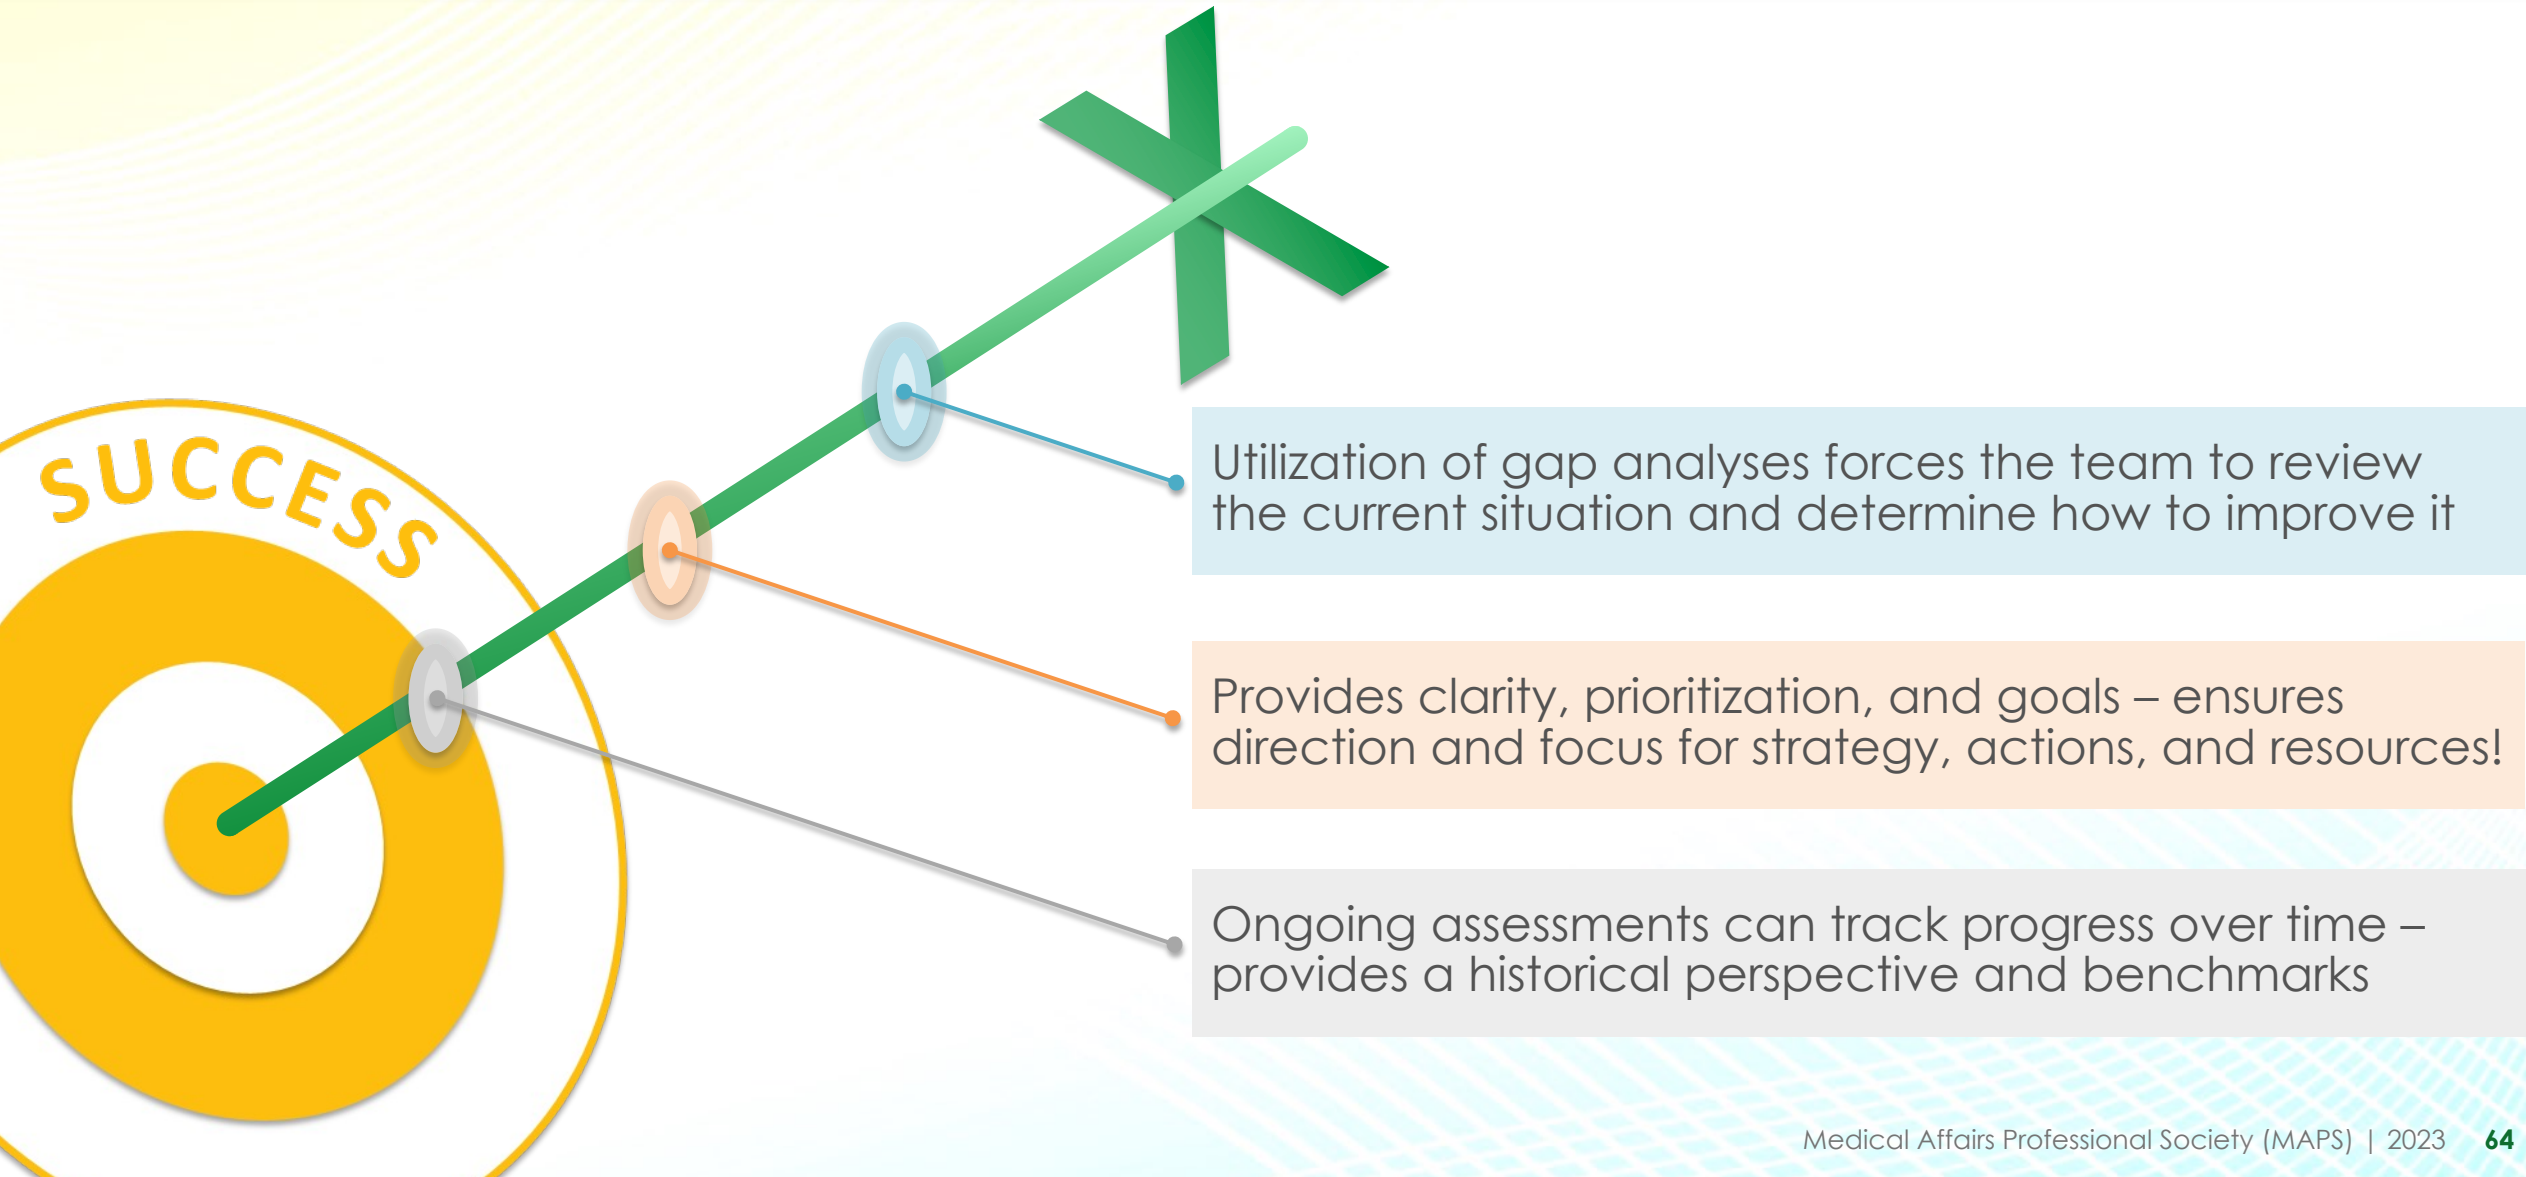 SUCCESS
Utilization of gap analyses forces the team to review
the current situation and determine how to improve it
Provides clarity, prioritization, and goals – ensures
direction and focus for strategy, actions, and resources!
Ongoing assessments can track progress over time –
provides a historical perspective and benchmarks
Medical Affairs Professional Society (MAPS) | 2023 64